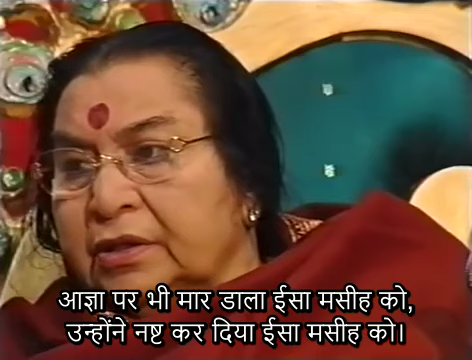 आज्ञा पर भी मार डाला ईसा मसीह को,
उन्होंने नष्ट कर दिया ईसा मसीह को।